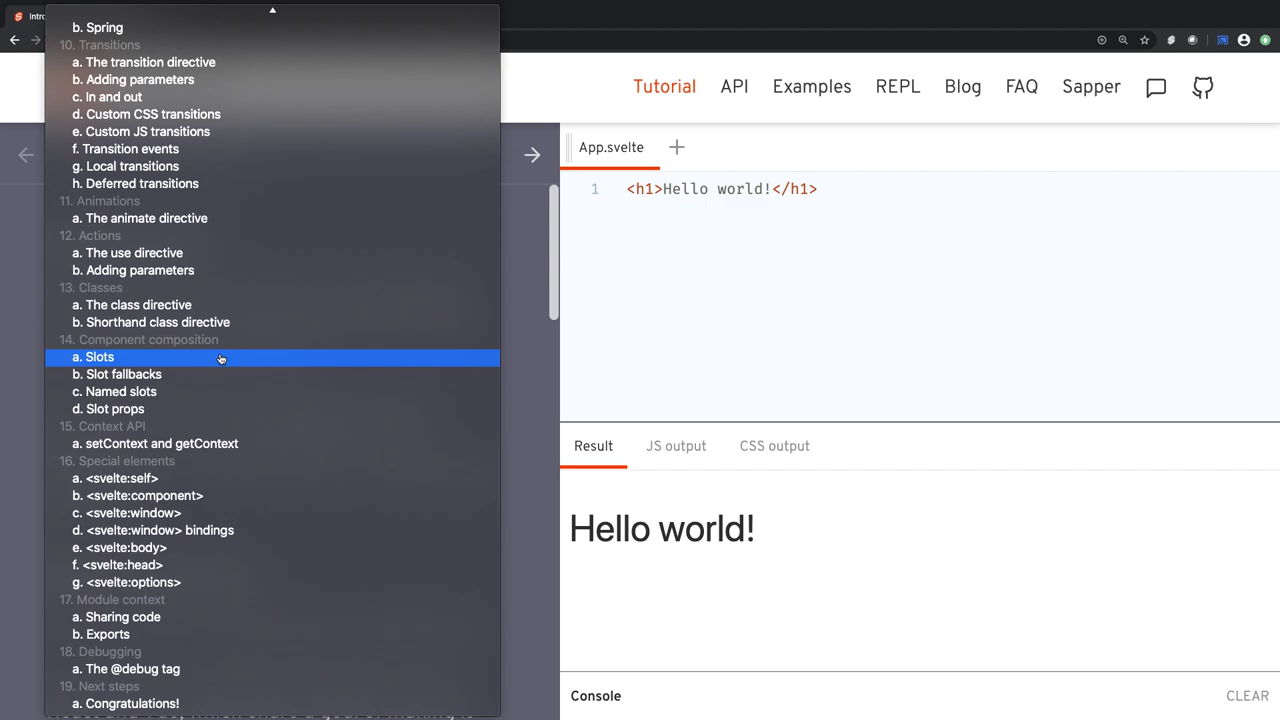 Intro
b. Spring
10. Transitions
a. The transition directive
b. Adding parameters
c. In and out
d. Custom CSS transitions
e. Custom JS transitions
f. Transition events
g. Local transitions
h. Deferred transitions
11. Animations
a. The animate directive
12. Actions
a. The use directive
b. Adding parameters
13. Classes
a. The class directive
b. Shorthand class directive
14. Component composition
a. Slots
b. Slot fallbacks
c. Named slots
d. Slot props
15. Context API
a. setContext and getContext
16. Special elements
a. <svelte:self>
b. <svelte:component>
c. <svelte:window>
d. <svelte:window> bindings
e. <svelte:body>
f. <svelte:head>
g. <svelte:options>
17. Module context
a. Sharing code
b. Exports
18. Debugging
a. The @debug tag
19. Next steps
a. Congratulations!
Tutorial API Examples REPL Blog FAQ Sapper
App.svelte +
1 <h1>Hello world!</h1>
Result JS output CSS output
Hello world!
Console CLEAR